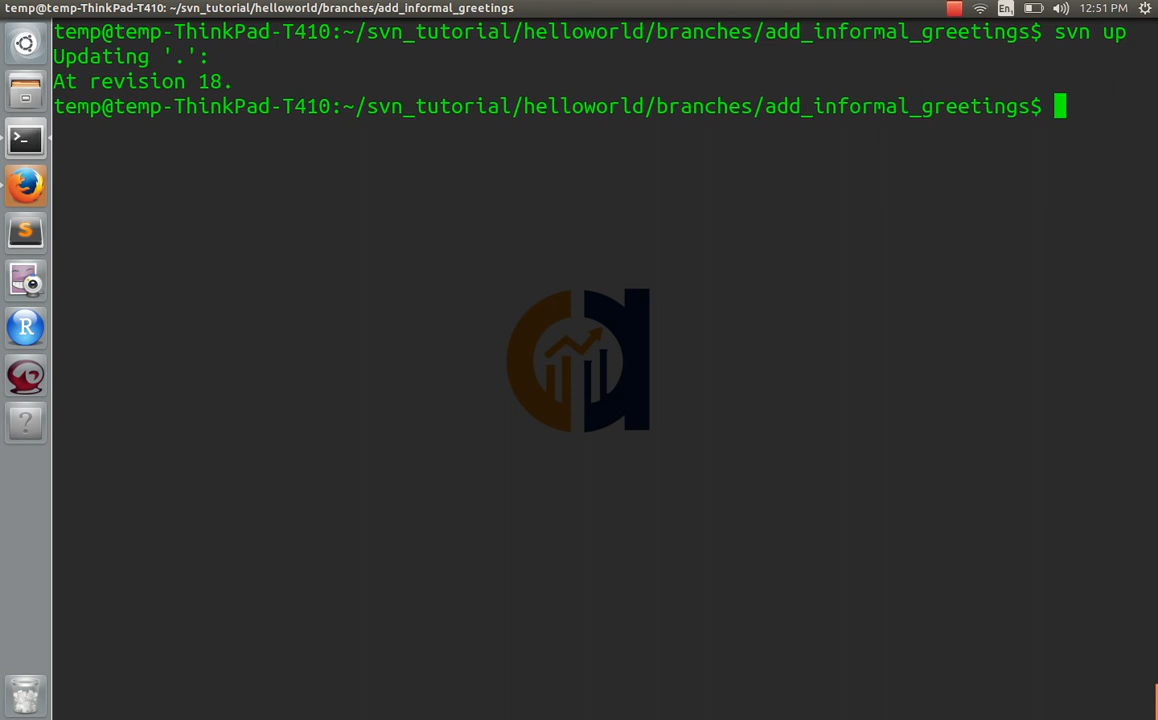 temp@temp-ThinkPad-T410: ~/svn_tutorial/helloworld/branches/add_informal_greetings
En1
12:51 PM
temp@temp-ThinkPad-T410:~/svn_tutorial/helloworld/branches/add_informal_greetings$ svn up
Updating '.':
At revision 18.
temp@temp-ThinkPad-T410:~/svn_tutorial/helloworld/branches/add_informal_greetings$